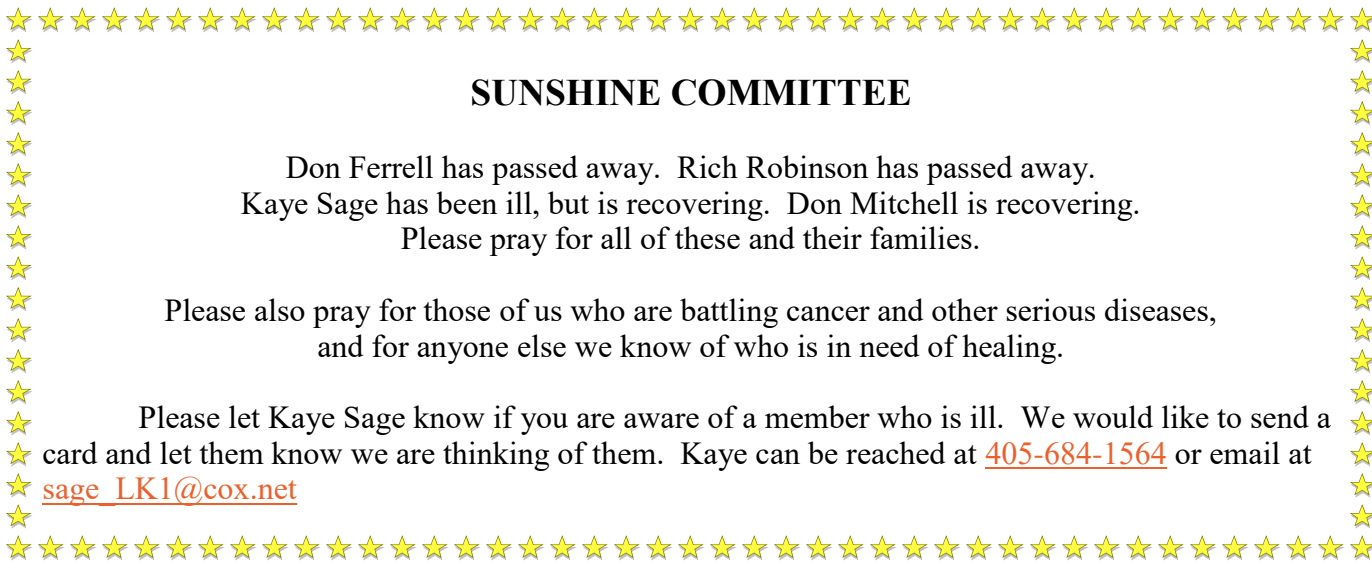 SUNSHINE COMMITTEE
Don Ferrell has passed away.  Rich Robinson has passed away.
Kaye Sage has been ill, but is recovering.  Don Mitchell is recovering.
Please pray for all of these and their families.
Please also pray for those of us who are battling cancer and other serious diseases,
and for anyone else we know of who is in need of healing.
Please let Kaye Sage know if you are aware of a member who is ill.  We would like to send a
card and let them know we are thinking of them.  Kaye can be reached at 405-684-1564 or email at
sage_LK1@cox.net